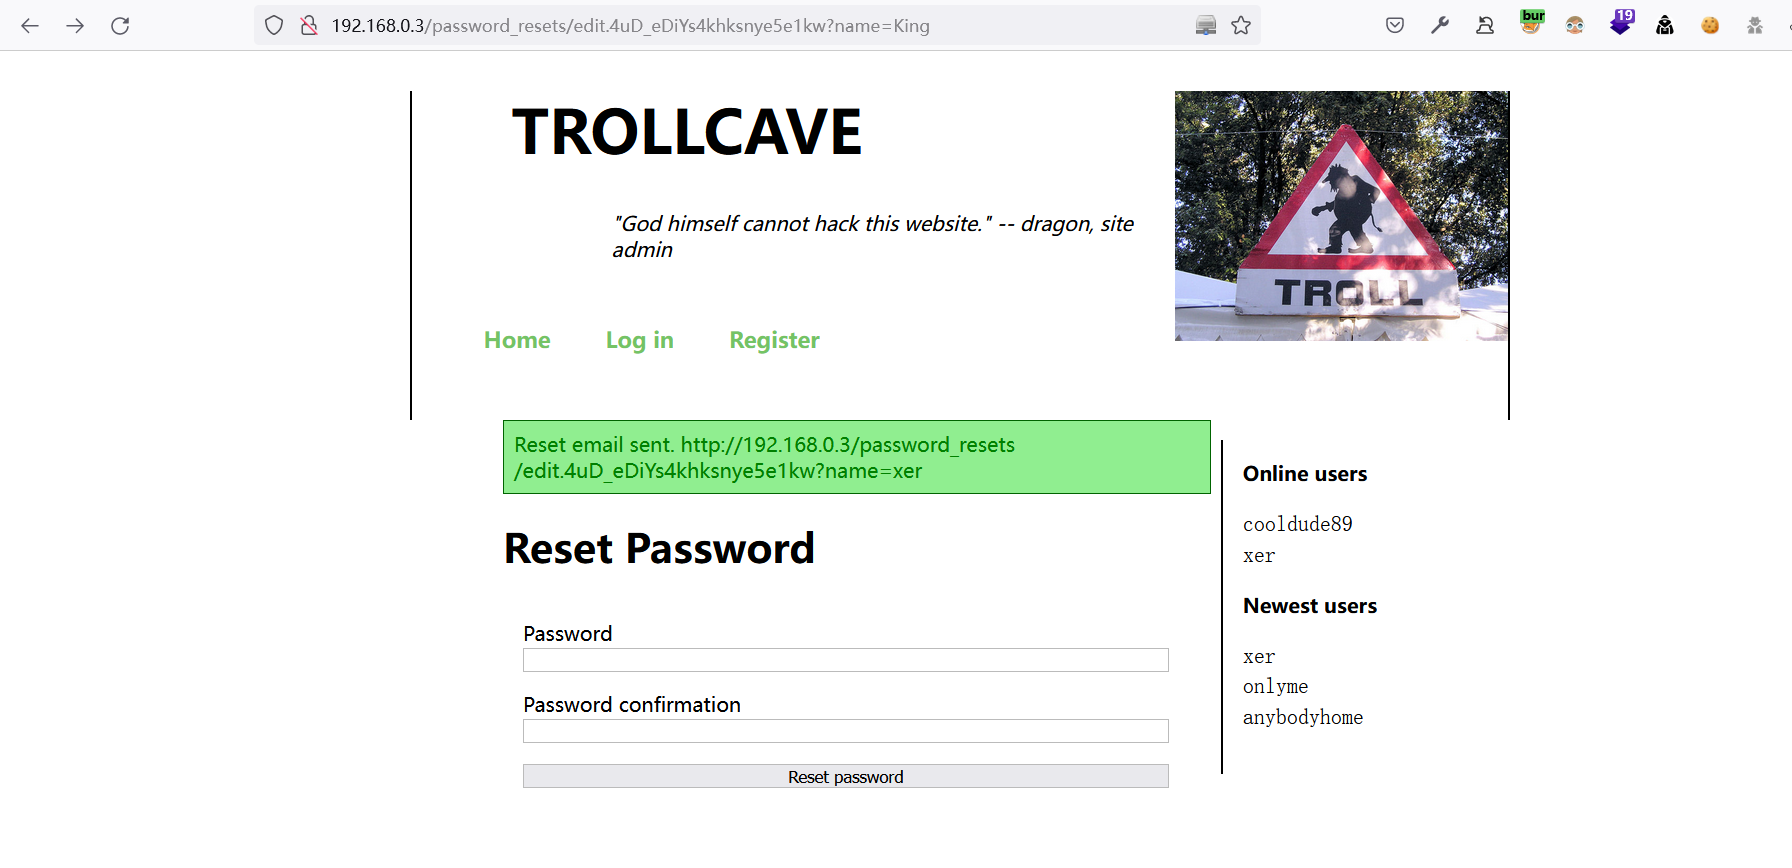 192.168.0.3/password_resets/edit.4uD_eDiYs4khksnye5e1kw?name=King
bur
19
TROLLCAVE
"God himself cannot hack this website." -- dragon, site
admin
TROLL
Home Log in Register
Reset email sent. http://192.168.0.3/password_resets
/edit.4uD_eDiYs4khksnye5e1kw?name=xer
Reset Password
Password
Password confirmation
Reset password
Online users
cooldude89
xer
Newest users
xer
onlyme
anybodyhome